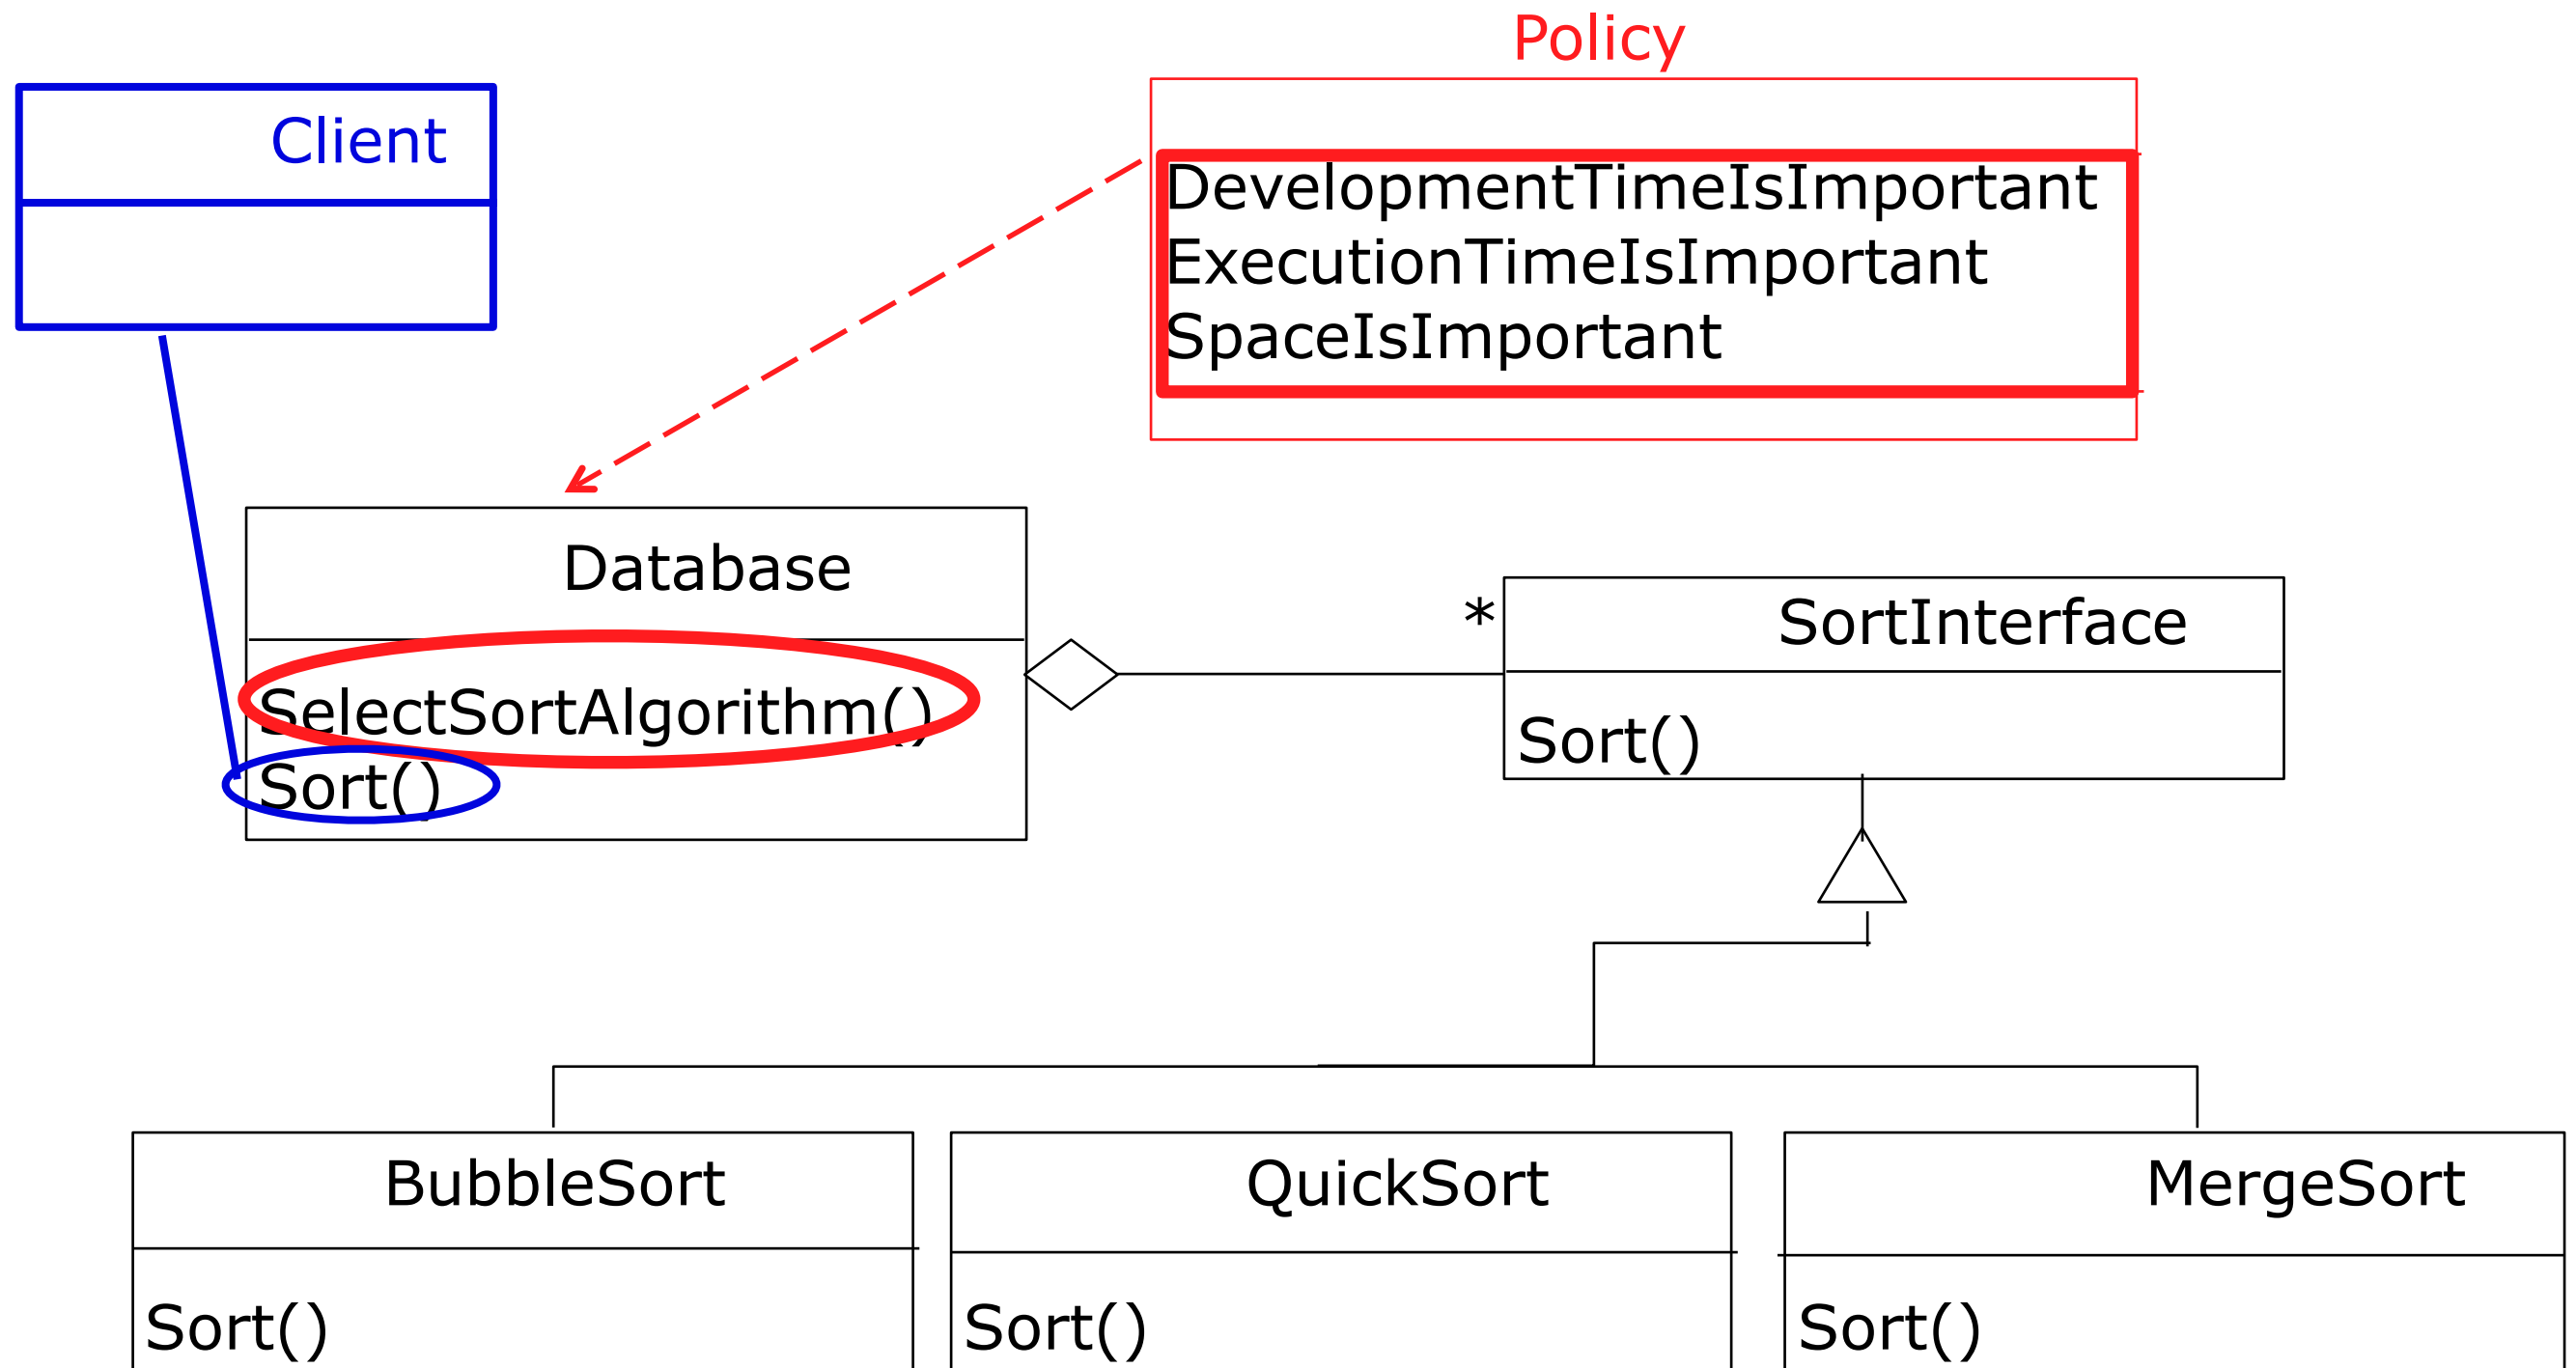 Policy
Client
DevelopmentTimeIsImportant
ExecutionTimeIsImportant
SpaceIsImportant
Database
SelectSortAlgorithm()
Sort()
*
SortInterface
Sort()
BubbleSort
Sort()
QuickSort
Sort()
MergeSort
Sort()